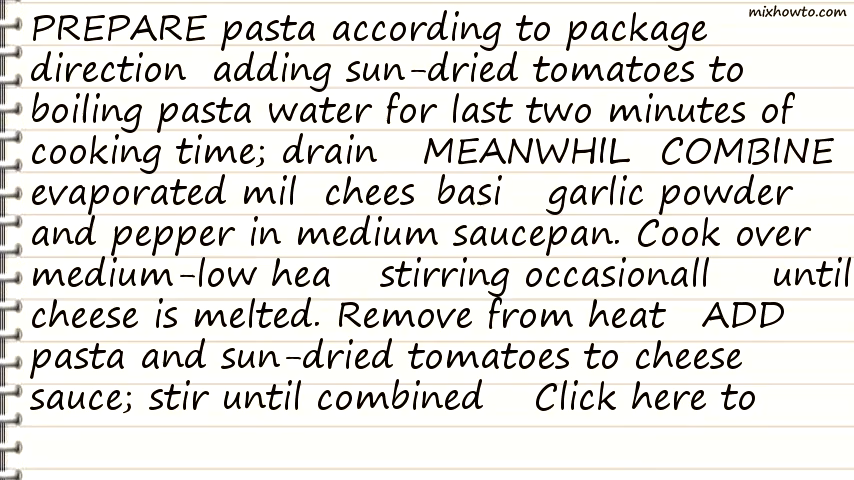 mixhowto.com
PREPARE pasta according to package
direction adding sun-dried tomatoes to
boiling pasta water for last two minutes of
cooking time; drain MEANWHIL COMBINE
evaporated mil chees basi garlic powder
and pepper in medium saucepan. Cook over
medium-low hea stirring occasionall until
cheese is melted. Remove from heat ADD
pasta and sun-dried tomatoes to cheese
sauce; stir until combined Click here to